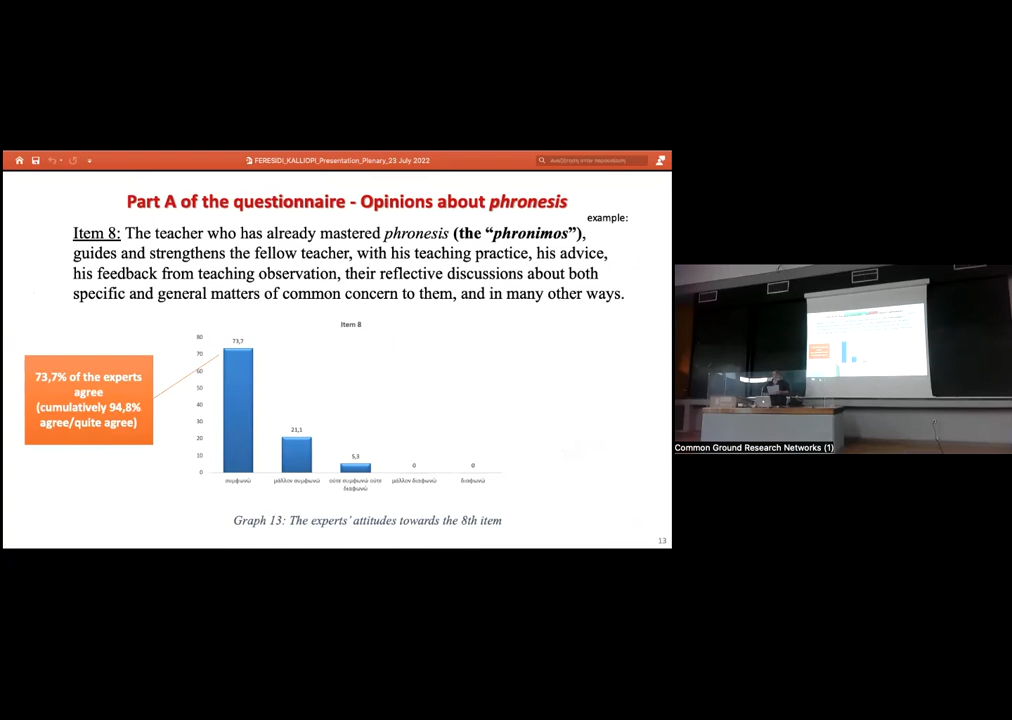 FERESIDI_KALLIOPI_Presentation_Plenary_23 July 2022
Αναζήτηση στην παρουσίαση
Part A of the questionnaire - Opinions about phronesis
example:
Item 8: The teacher who has already mastered phronesis (the “phronimos”),
guides and strengthens the fellow teacher, with his teaching practice, his advice,
his feedback from teaching observation, their reflective discussions about both
specific and general matters of common concern to them, and in many other ways.
Item 8
80
70
60
50
40
30
20
10
0
73,7
21,1
5,3
0
0
συμφωνώ
μάλλον συμφωνώ
ούτε συμφωνώ ούτε
διαφωνώ
μάλλον διαφωνώ
διαφωνώ
73,7% of the experts
agree
(cumulatively 94,8%
agree/quite agree)
Graph 13: The experts’ attitudes towards the 8th item
13
Common Ground Research Networks (1)